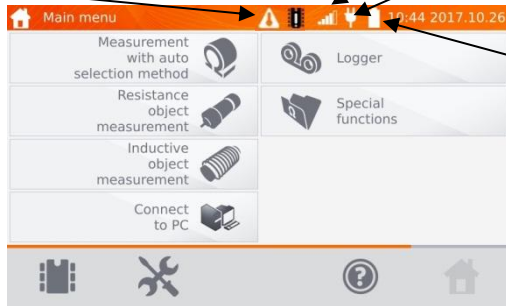 Main menu
10:44 2017.10.26
Measurement
with auto
selection method
Logger
Resistance
object
measurement
Special
functions
Inductive
object
measurement
Connect
to PC